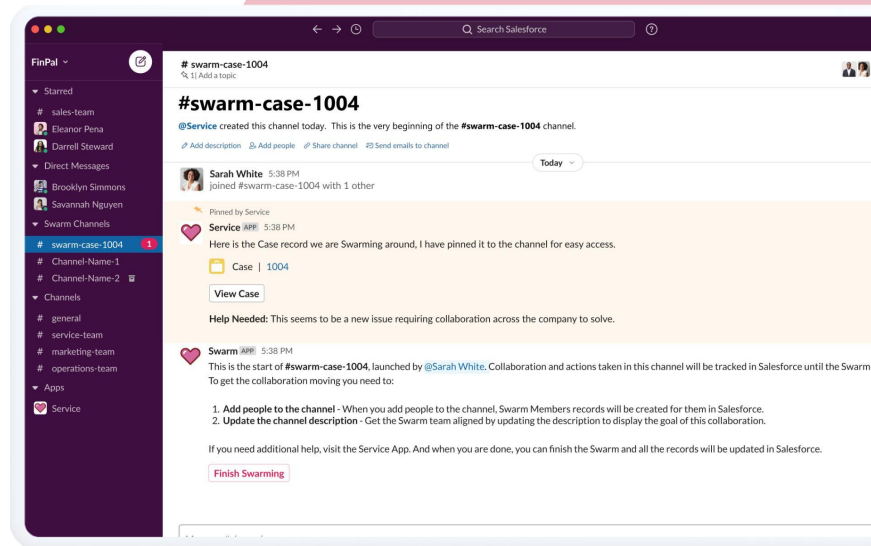 Search Salesforce
FinPal
Starred
# sales-team
Eleanor Pena
Darrell Steward
Direct Messages
Brooklyn Simmons
Savannah Nguyen
Swarm Channels
# swarm-case-1004 1
# Channel-Name-1
# Channel-Name-2
Channels
# general
# service-team
# marketing-team
# operations-team
Apps
Service
# swarm-case-1004
1| Add a topic
#swarm-case-1004
@Service created this channel today. This is the very beginning of the #swarm-case-1004 channel.
Add description Add people Share channel Send emails to channel
Today
Sarah White 5:38 PM
joined #swarm-case-1004 with 1 other
Pinned by Service
Service APP 5:38 PM
Here is the Case record we are Swarming around, I have pinned it to the channel for easy access.
Case | 1004
View Case
Help Needed: This seems to be a new issue requiring collaboration across the company to solve.
Swarm APP 5:38 PM
This is the start of #swarm-case-1004, launched by @Sarah White. Collaboration and actions taken in this channel will be tracked in Salesforce until the Swarm
To get the collaboration moving you need to:
1. Add people to the channel - When you add people to the channel, Swarm Members records will be created for them in Salesforce.
2. Update the channel description - Get the Swarm team aligned by updating the description to display the goal of this collaboration.
If you need additional help, visit the Service App. And when you are done, you can finish the Swarm and all the records will be updated in Salesforce.
Finish Swarming